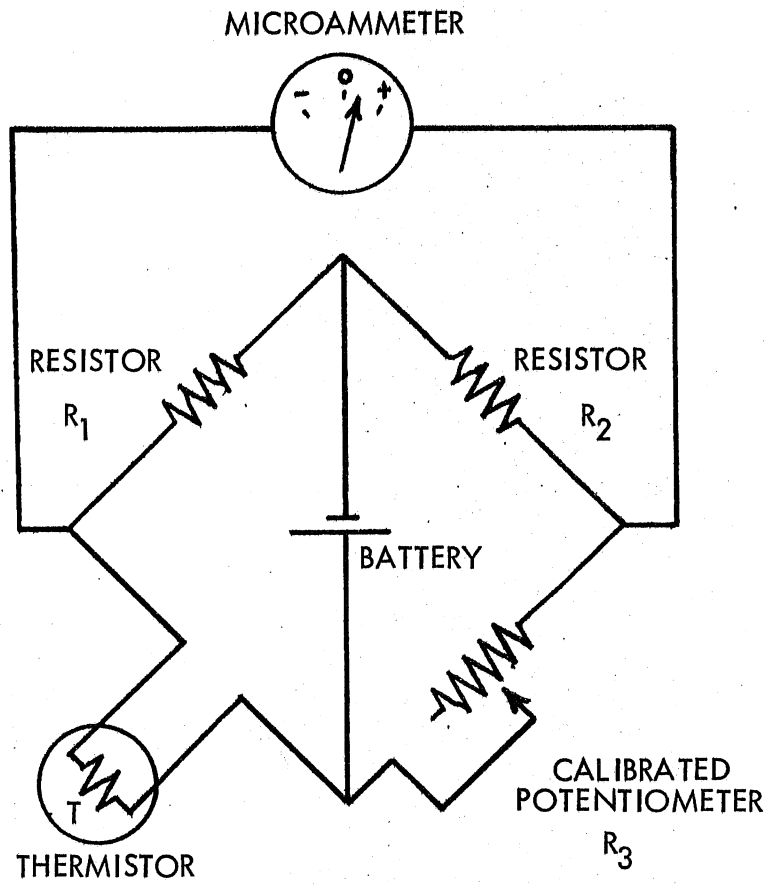 MICROAMMETER
- O +
RESISTOR
R1
RESISTOR
R2
BATTERY
T
THERMISTOR
CALIBRATED
POTENTIOMETER
R3